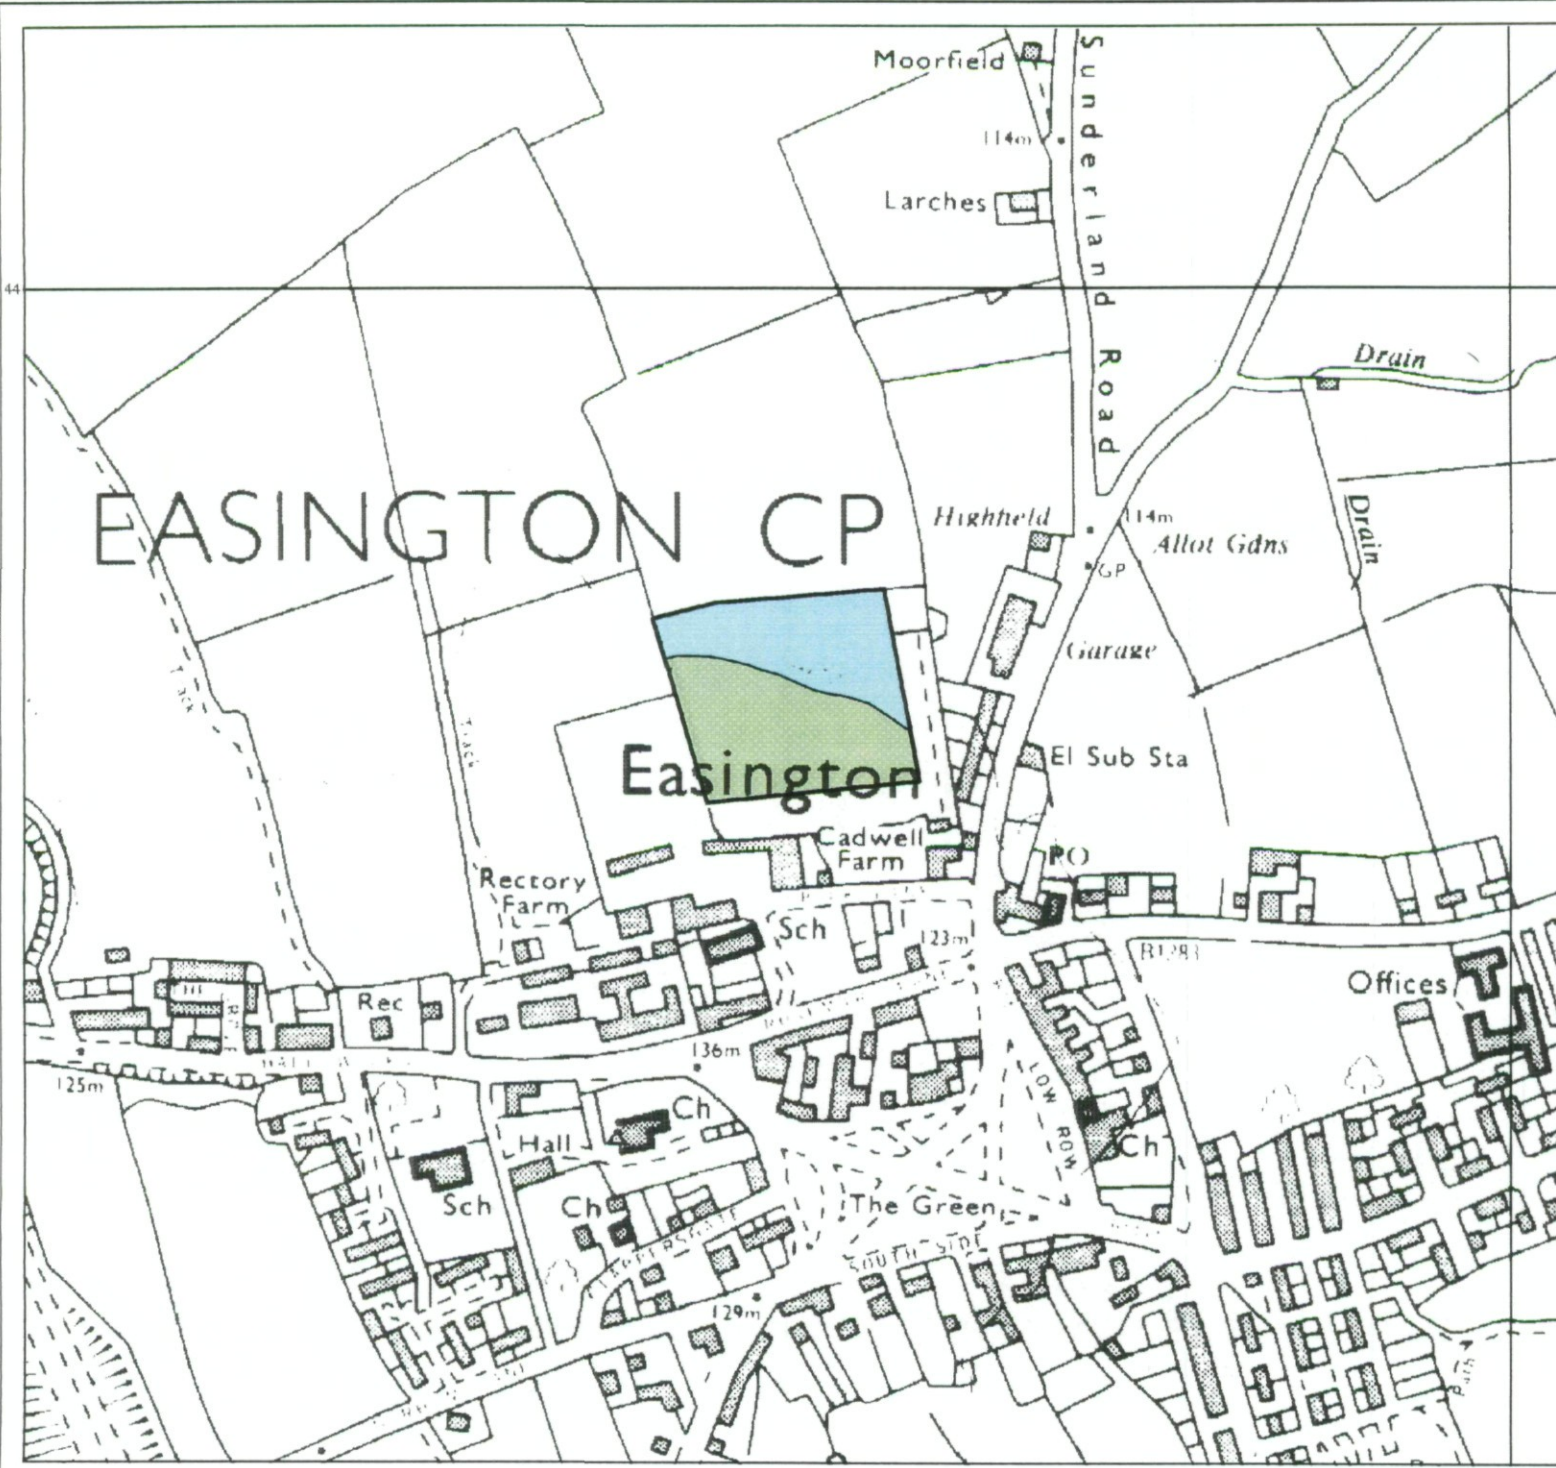 Moorfield
Sunderland Road
114m
Larches
44
Drain
EASINGTON CP
Highfield
114m
Allot Gdns
Drain
GP
Garage
Track
Track
El Sub Sta
Easington
Cadwell
Farm
PO
Rectory
Farm
Sch
123m
B1283
Offices
Rec
136m
125m
LOW ROW
Ch
Hall
Ch
Sch
Ch
The Green
SOUTH SIDE
129m
Path